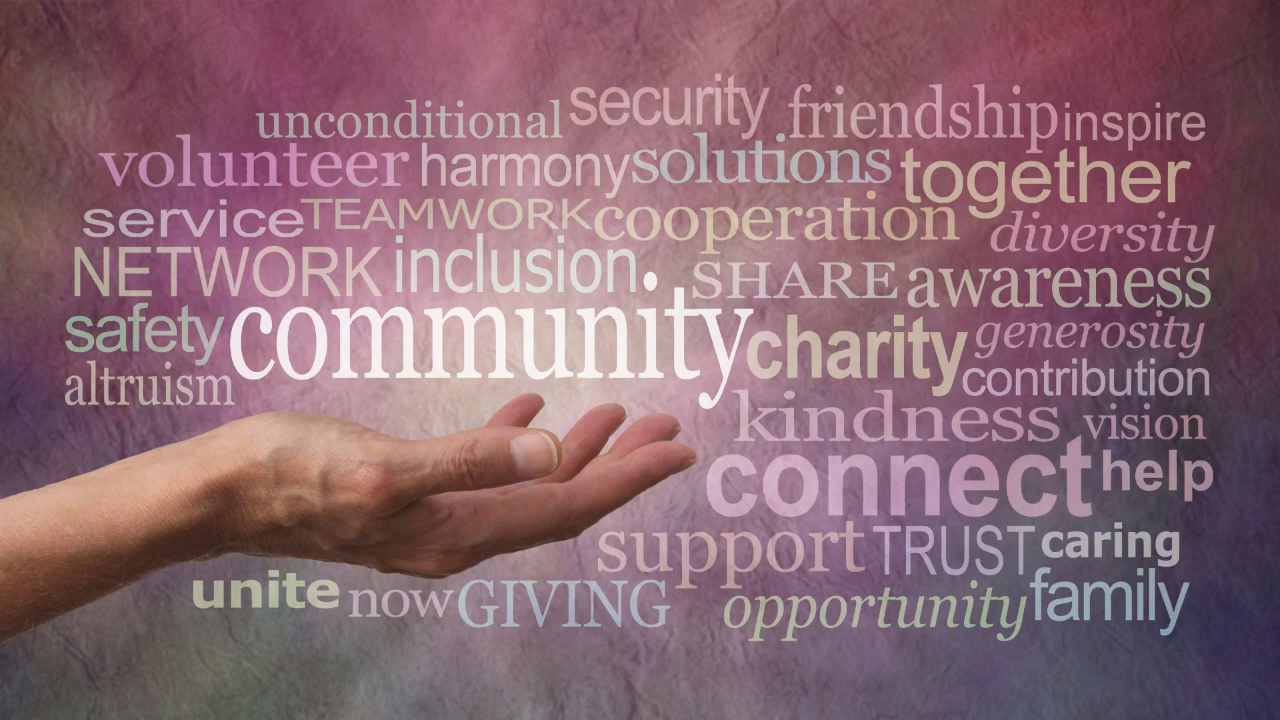 unconditional security friendship inspire
volunteer harmony solutions together
service TEAMWORK cooperation diversity
NETWORK inclusion SHARE awareness
safety community charity generosity
altruism contribution
kindness vision
connect help
support TRUST caring
unite now GIVING opportunity family